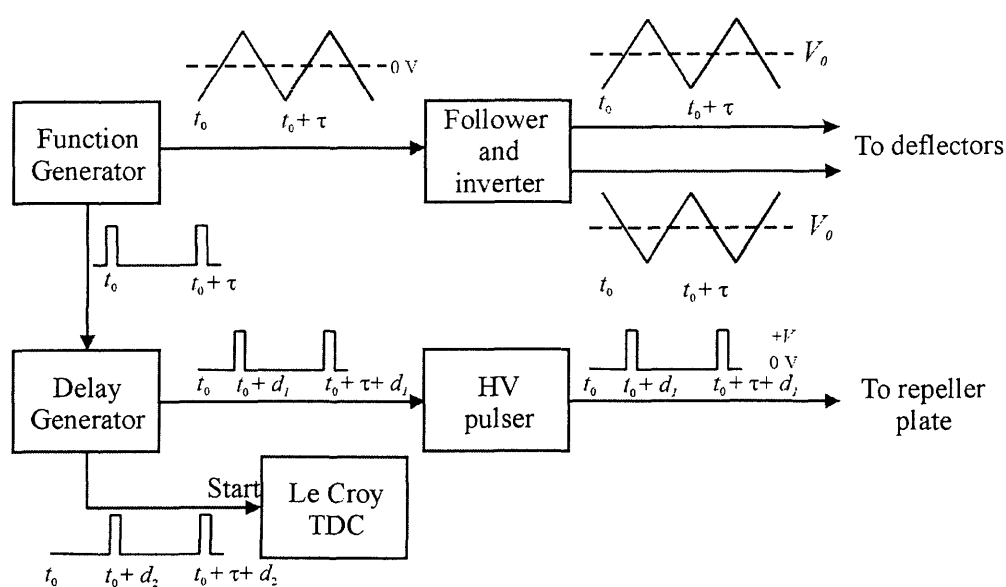 0 V
t₀ t₀ + τ
V₀
t₀ t₀ + τ
Function
Generator
Follower
and
inverter
To deflectors
V₀
t₀ t₀ + τ
t₀ t₀ + τ
Delay
Generator
t₀ t₀ + d₁ t₀ + τ + d₁
HV
pulser
+V
0 V
t₀ t₀ + d₁ t₀ + τ + d₁
To repeller
plate
Start
Le Croy
TDC
t₀ t₀ + d₂ t₀ + τ + d₂